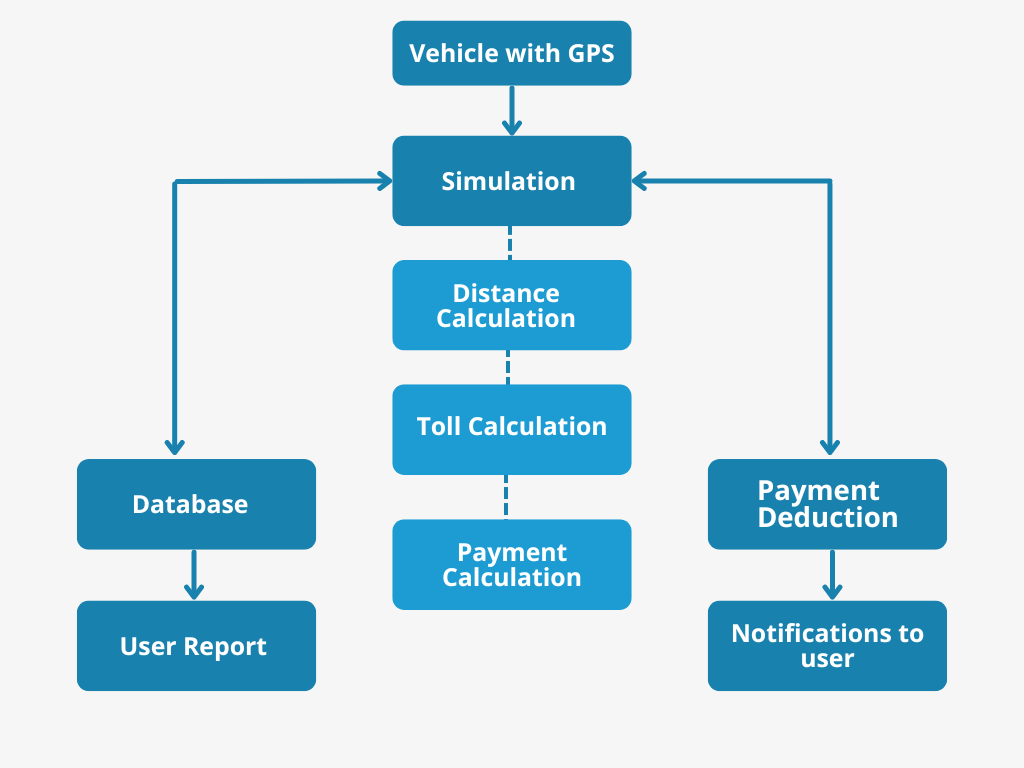 Vehicle with GPS
Simulation
Distance
Calculation
Toll Calculation
Payment
Calculation
Database
User Report
Payment
Deduction
Notifications to
user